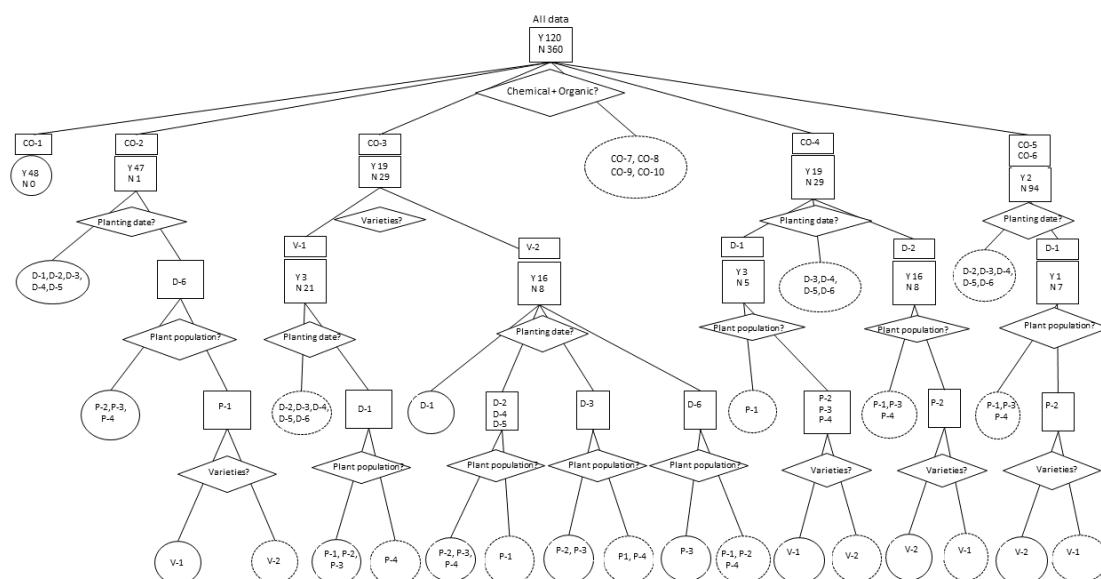 All data
Y 120
N 360
Chemical + Organic?
CO-1
CO-2
CO-3
CO-4
CO-5
CO-6
Y 48
N 0
Y 47
N 1
Y 19
N 29
CO-7, CO-8
CO-9, CO-10
Y 19
N 29
Y 2
N 94
Planting date?
Varieties?
Planting date?
Planting date?
V-1
V-2
D-1
D-2
D-1
D-1,D-2,D-3,
D-4,D-5
D-6
Y 3
N 21
Y 16
N 8
Y 3
N 5
D-3,D-4,
D-5,D-6
Y 16
N 8
D-2,D-3,D-4,
D-5,D-6
Y 1
N 7
Plant population?
Planting date?
Planting date?
Plant population?
Plant population?
Plant population?
P-2,P-3,
P-4
P-1
D-2,D-3,D-4,
D-5,D-6
D-1
D-1
D-2
D-4
D-5
D-3
D-6
P-1
P-2
P-3
P-4
P-1,P-3
P-4
P-2
P-1,P-3
P-4
P-2
Varieties?
Plant population?
Plant population?
Plant population?
Plant population?
Varieties?
Varieties?
Varieties?
V-1
V-2
P-1, P-2,
P-3
P-4
P-2, P-3,
P-4
P-1
P-2, P-3
P1, P-4
P-3
P-1, P-2
P-4
V-1
V-2
V-2
V-1
V-2
V-1